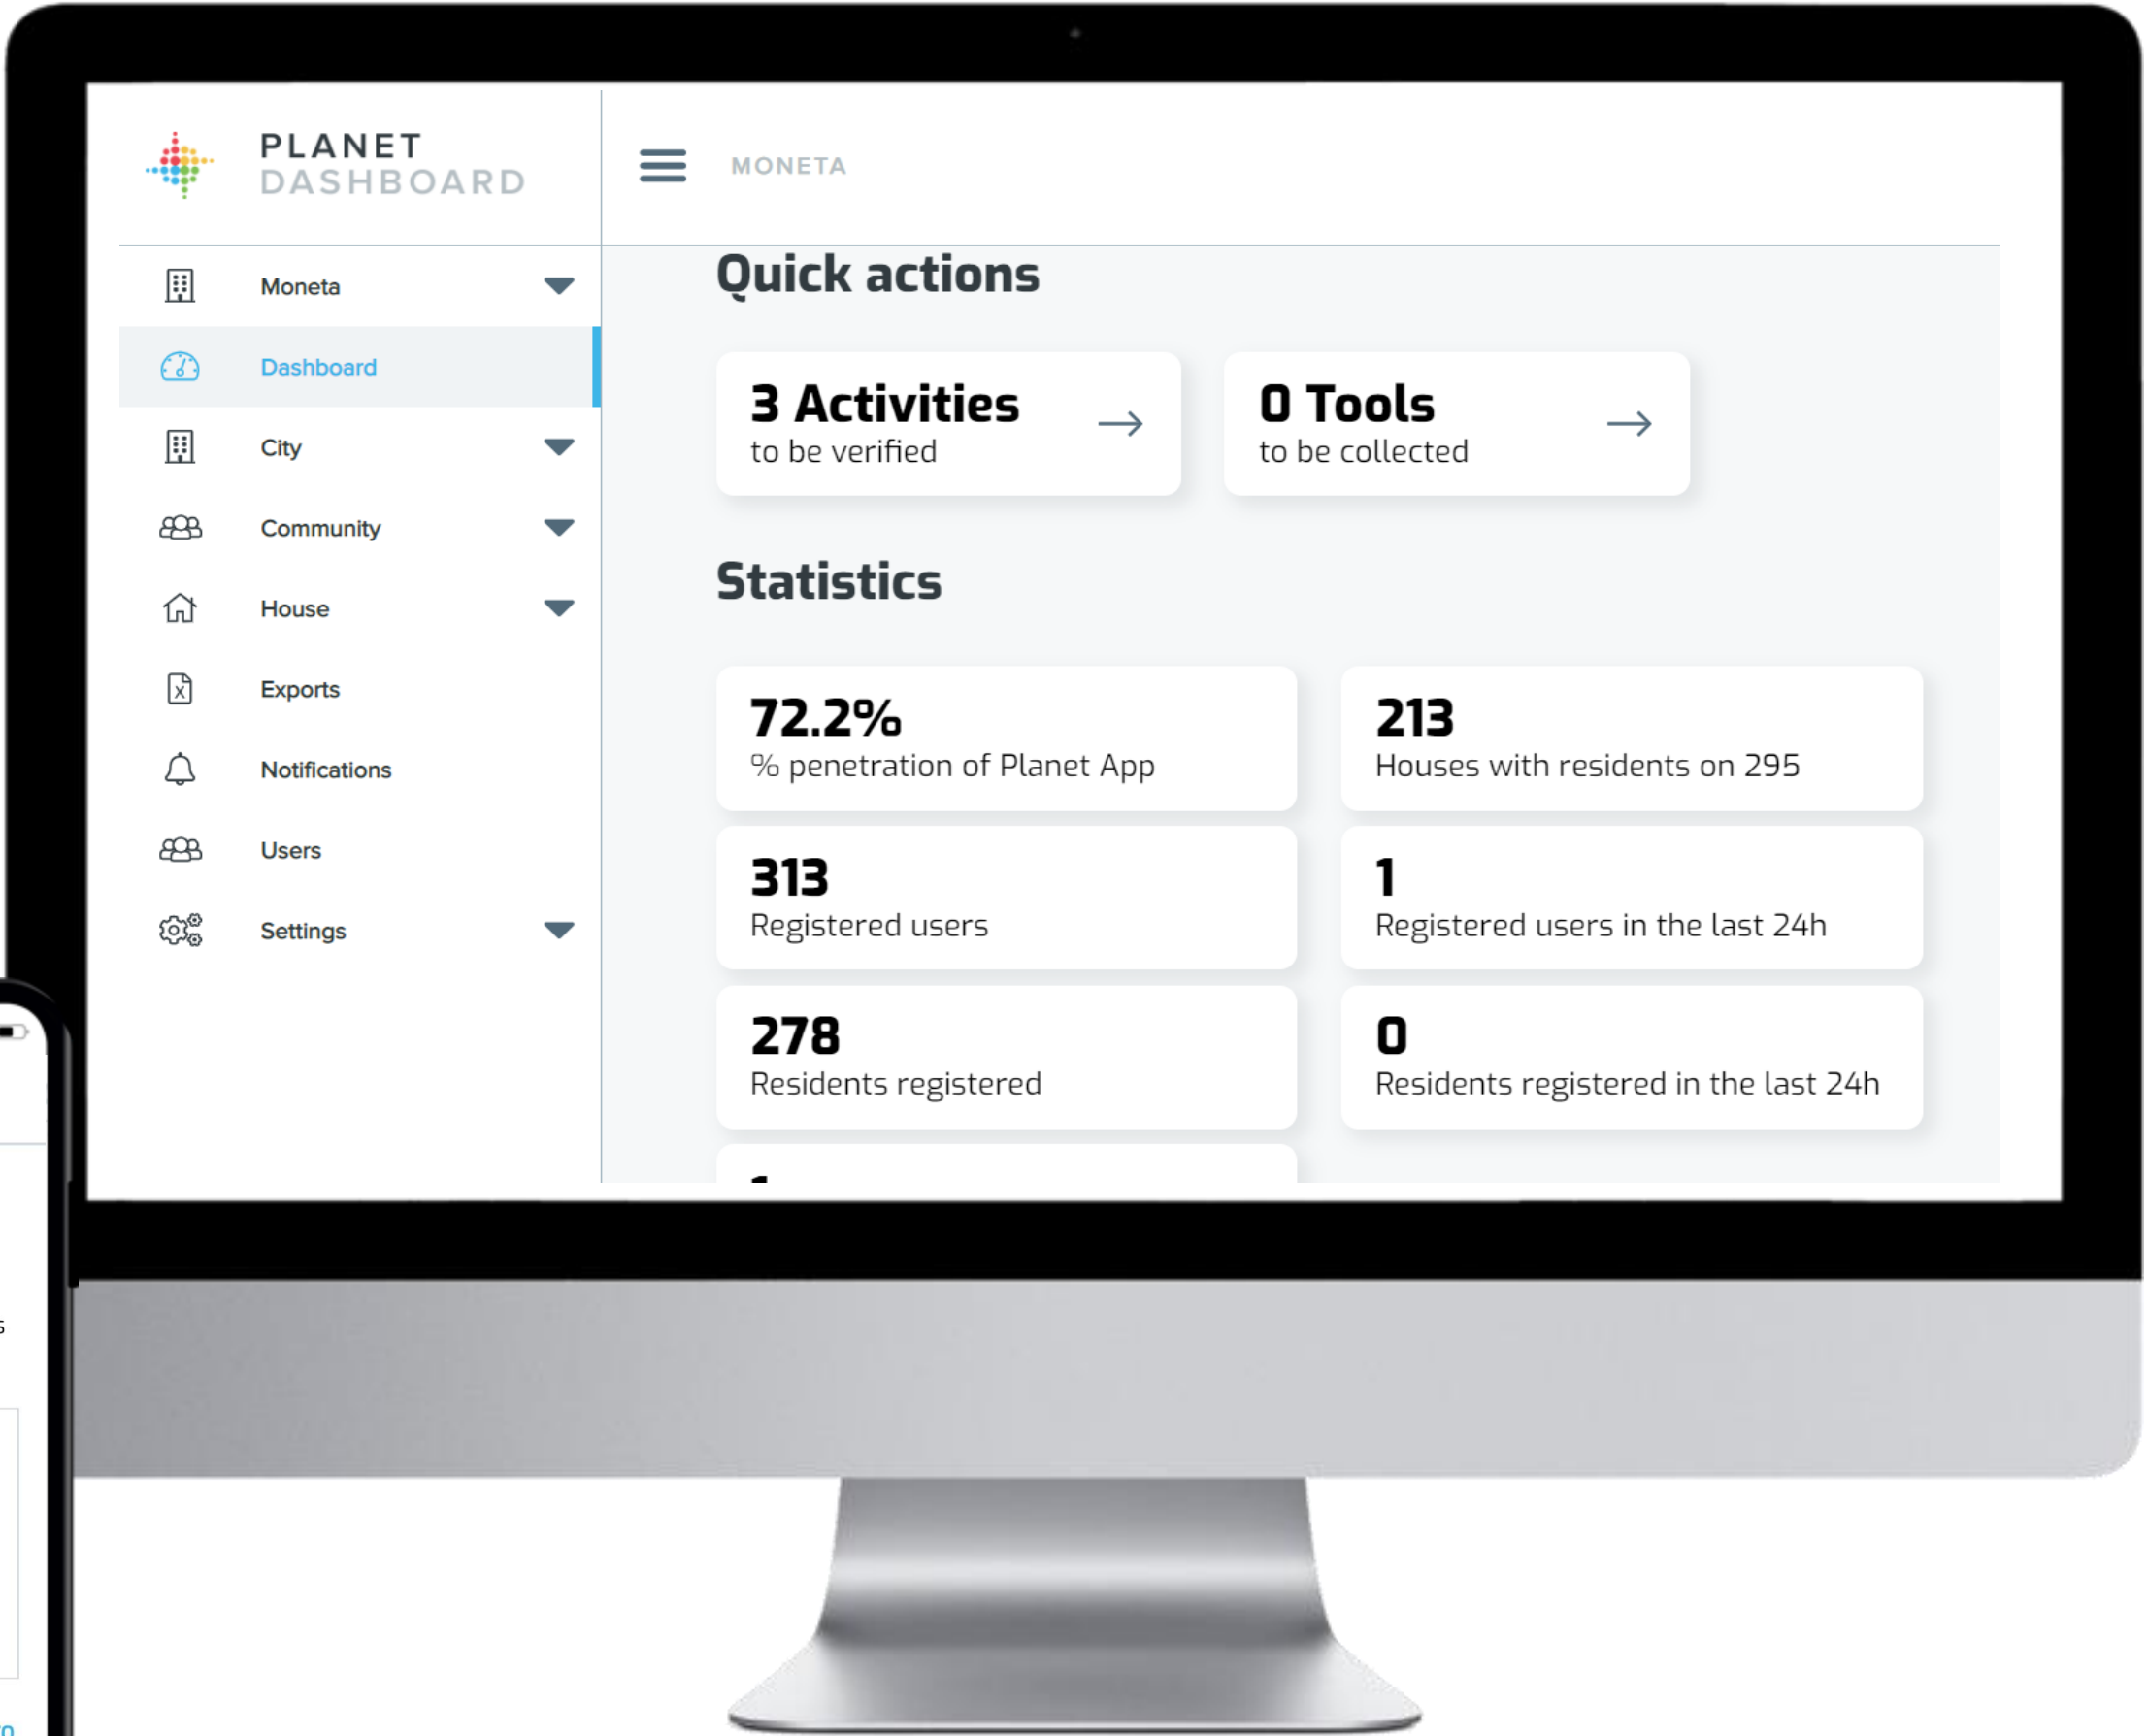 PLANET
DASHBOARD
MONETA
Moneta
Dashboard
City
Community
House
Exports
Notifications
Users
Settings
Quick actions
3 Activities
to be verified
0 Tools
to be collected
Statistics
72.2%
% penetration of Planet App
213
Houses with residents on 295
313
Registered users
1
Registered users in the last 24h
278
Residents registered
0
Residents registered in the last 24h